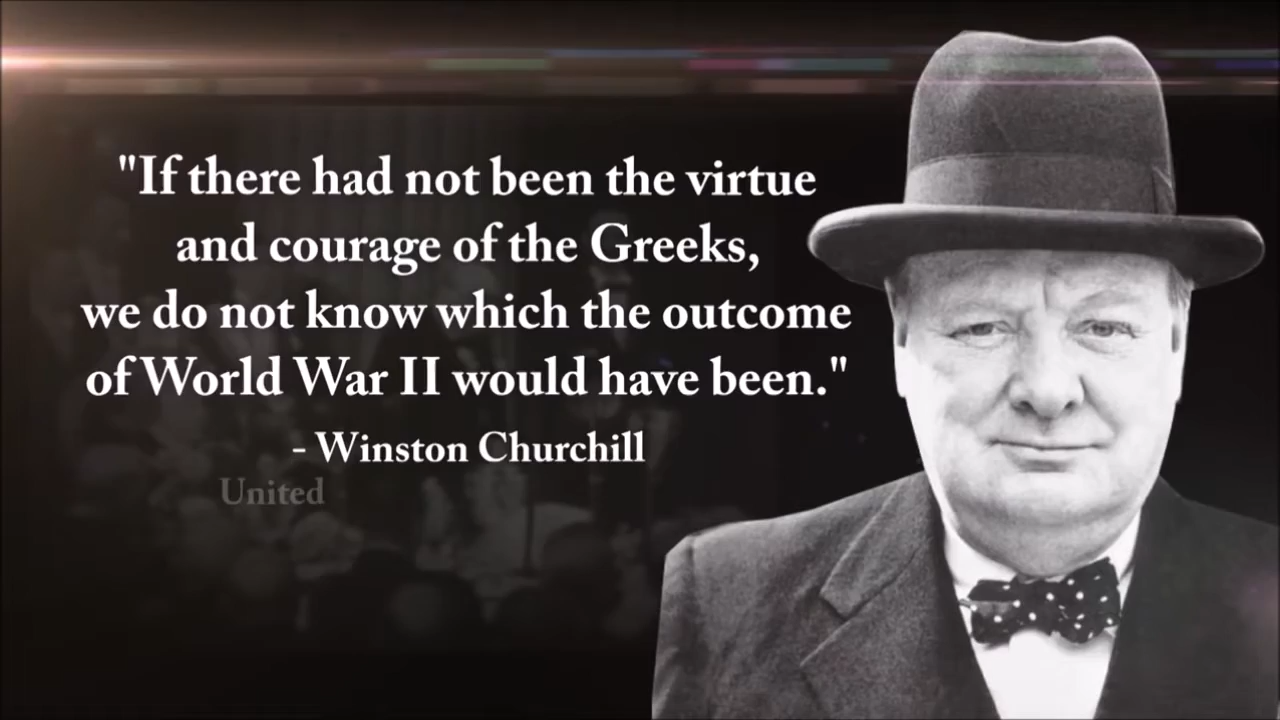 "If there had not been the virtue
and courage of the Greeks,
we do not know which the outcome
of World War II would have been."
- Winston Churchill
United